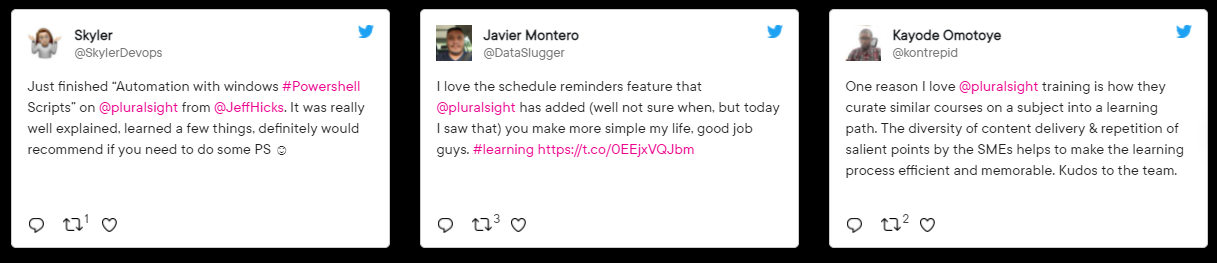 Skyler
@SkylerDevops
Just finished “Automation with windows #Powershell
Scripts” on @pluralsight from @JeffHicks. It was really
well explained, learned a few things, definitely would
recommend if you need to do some PS ☺
1
Javier Montero
@DataSlugger
I love the schedule reminders feature that
@pluralsight has added (well not sure when, but today
I saw that) you make more simple my life, good job
guys. #learning https://t.co/0EEjxVQJbm
3
Kayode Omotoye
@kontrepid
One reason I love @pluralsight training is how they
curate similar courses on a subject into a learning
path. The diversity of content delivery & repetition of
salient points by the SMEs helps to make the learning
process efficient and memorable. Kudos to the team.
2